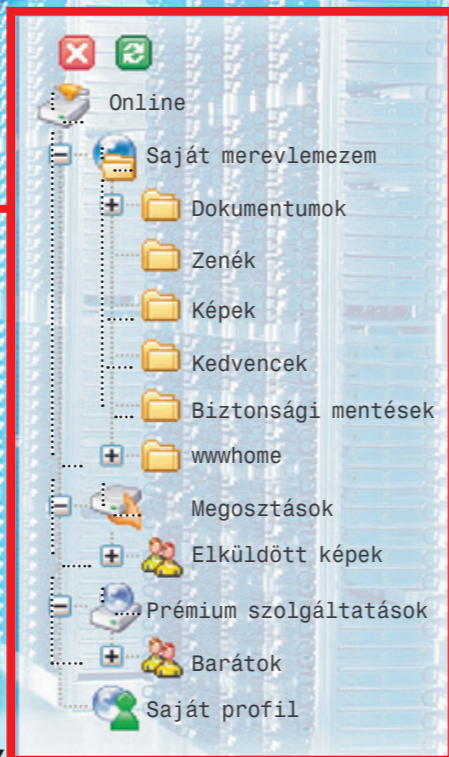 Online
Saját merevlemezem
Dokumentumok
Zenék
Képek
Kedvencek
Biztonsági mentések
wwwhome
Megosztások
Elküldött képek
Prémium szolgáltatások
Barátok
Saját profil